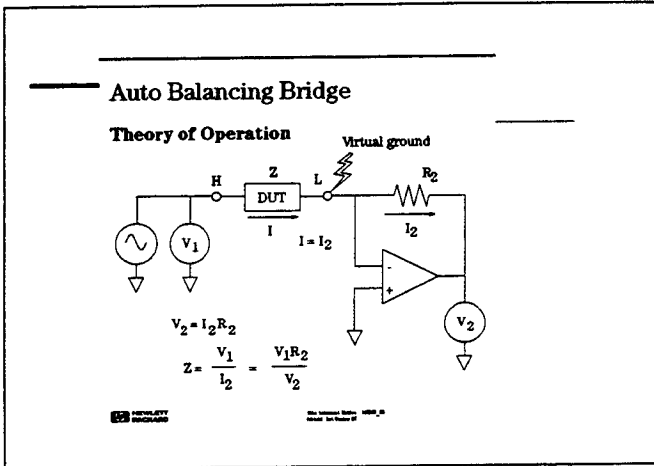 Auto Balancing Bridge
Theory of Operation
Virtual ground
H
Z
L
R2
DUT
I
I = I2
I2
V1
-
+
V2
V2 = I2R2
Z = V1 / I2 = V1R2 / V2
hp HEWLETT
PACKARD